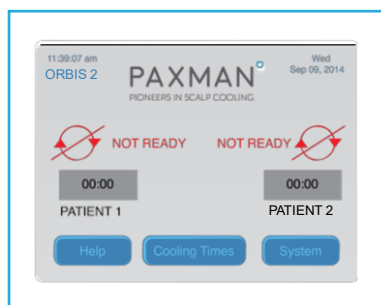 11:39:07 am
Wed
ORBIS 2
Sep 09, 2014
PAXMAN
PIONEERS IN SCALP COOLING
NOT READY
NOT READY
00:00
00:00
PATIENT 1
PATIENT 2
Help
Cooling Times
System